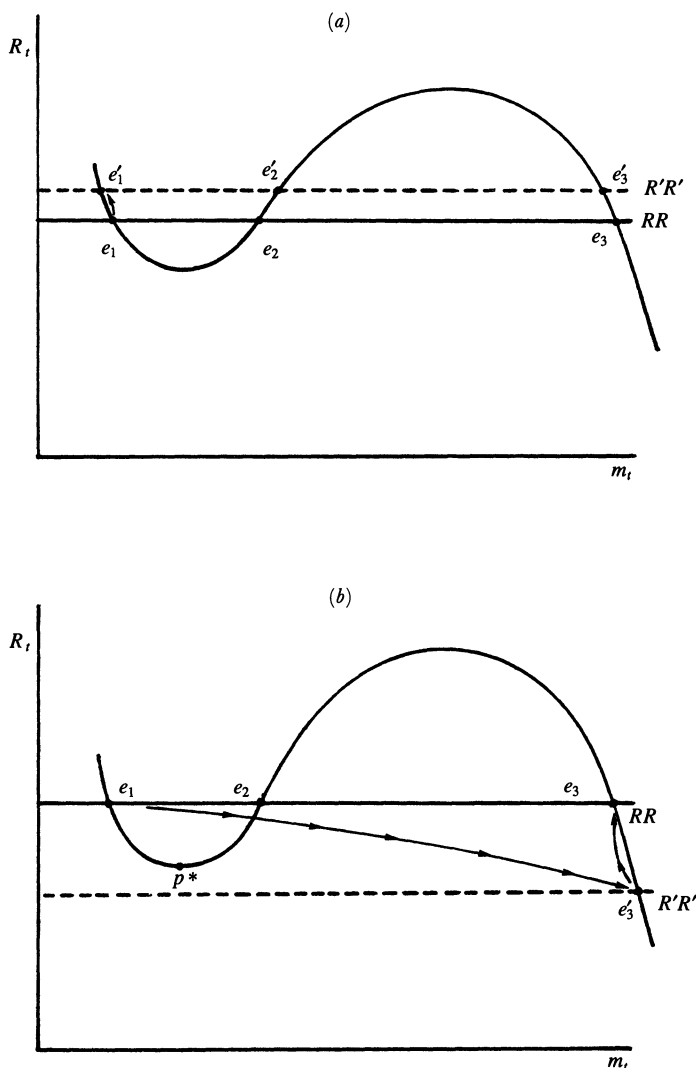 (a)
R_t
e'_1
e'_2
e'_3
R'R'
RR
e_1
e_2
e_3
m_t
(b)
R_t
e_1
e_2
e_3
RR
p*
e'_3
R'R'
m_t